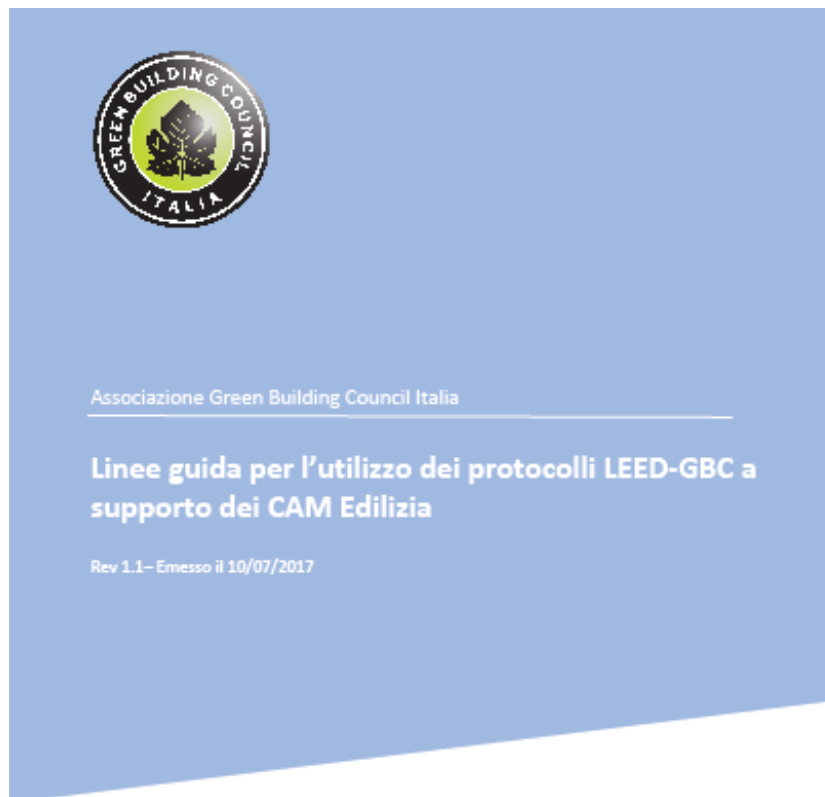 GREEN BUILDING COUNCIL
ITALIA
Associazione Green Building Council Italia
Linee guida per l'utilizzo dei protocolli LEED-GBC a
supporto dei CAM Edilizia
Rev 1.1– Emesso il 10/07/2017